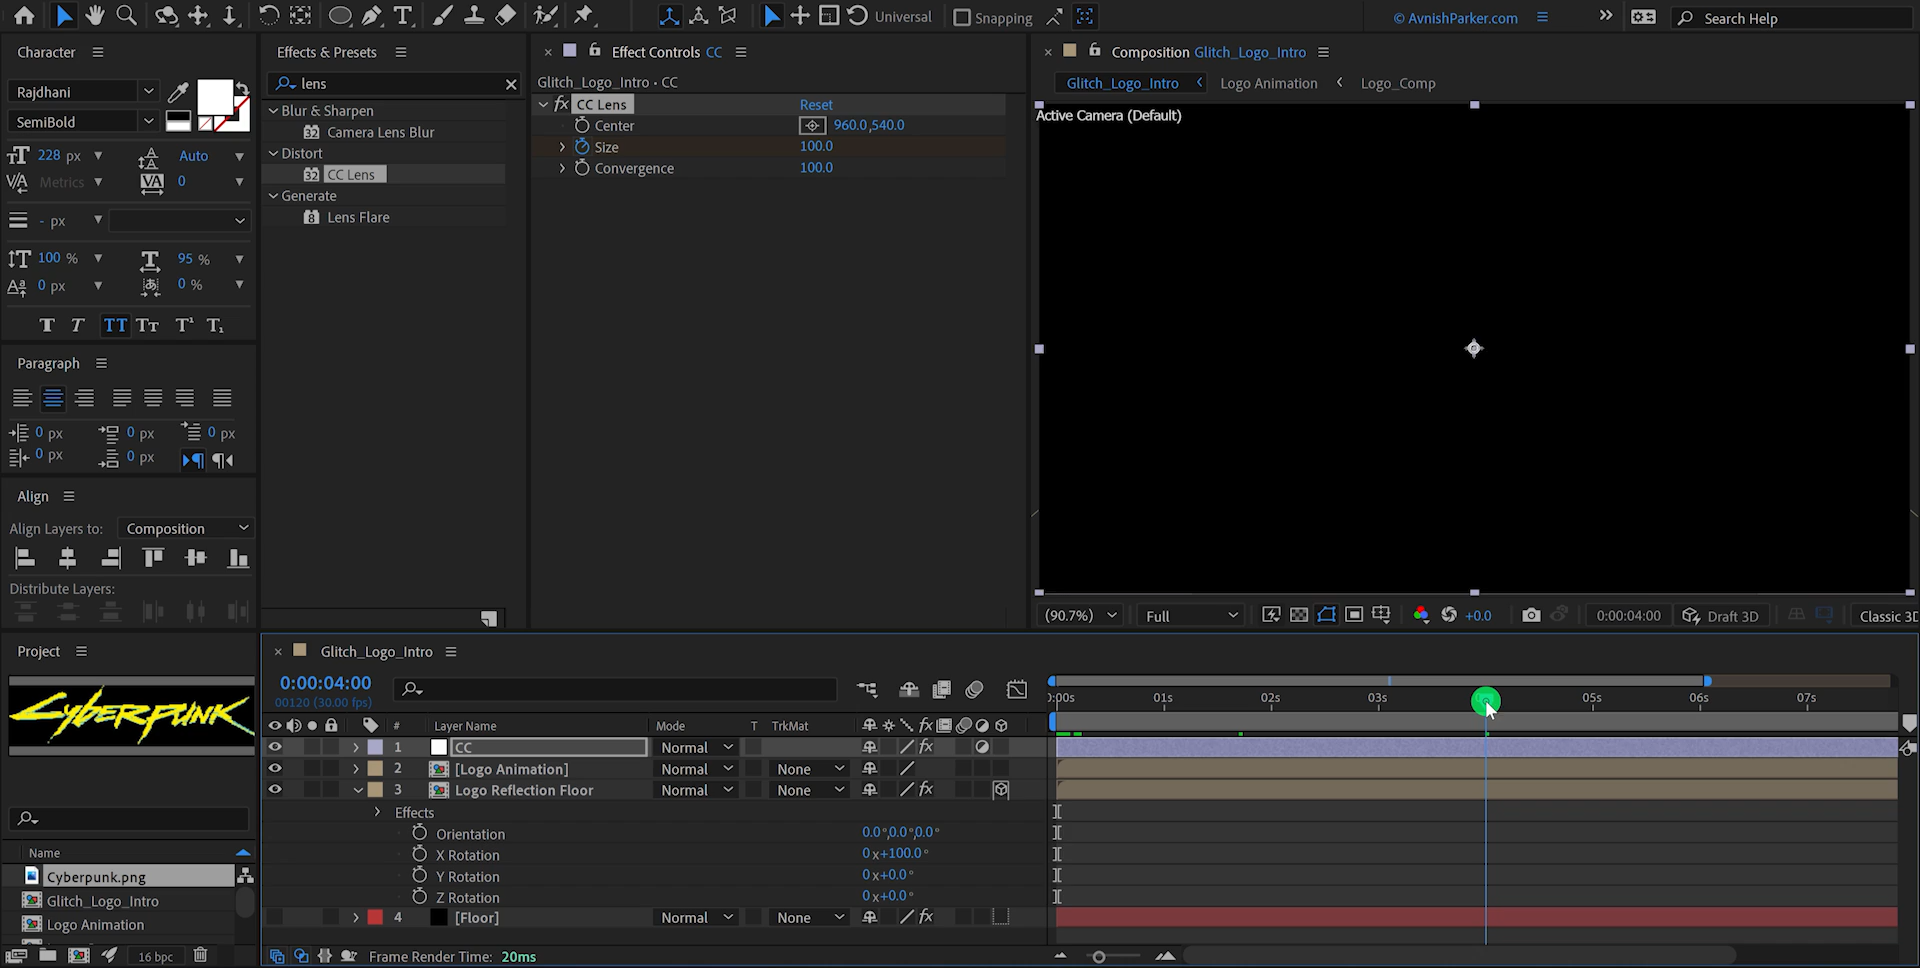 Universal
Snapping
© AvnishParker.com
Search Help
Character
Effects & Presets
Effect Controls CC
Composition Glitch_Logo_Intro
Rajdhani
lens
Glitch_Logo_Intro • CC
Glitch_Logo_Intro
Logo Animation
Logo_Comp
SemiBold
Blur & Sharpen
Camera Lens Blur
Distort
CC Lens
Generate
Lens Flare
fx CC Lens
Reset
Center
960.0,540.0
Size
100.0
Convergence
100.0
Active Camera (Default)
228 px
Auto
Metrics
0
- px
100 %
95 %
0 px
0 %
Paragraph
0 px
0 px
0 px
0 px
0 px
Align
Align Layers to:
Composition
Distribute Layers:
(90.7%)
Full
+0.0
0:00:04:00
Draft 3D
Classic 3D
Project
CYBERPUNK
Name
Cyberpunk.png
Glitch_Logo_Intro
Logo Animation
16 bpc
Glitch_Logo_Intro
0:00:04:00
00120 (30.00 fps)
:00s
01s
02s
03s
05s
06s
07s
#
Layer Name
Mode
T
TrkMat
fx
1
CC
Normal
fx
2
[Logo Animation]
Normal
None
3
Logo Reflection Floor
Normal
None
fx
Effects
Orientation
0.0°,0.0°,0.0°
X Rotation
0x+100.0°
Y Rotation
0x+0.0°
Z Rotation
0x+0.0°
4
[Floor]
Normal
None
fx
Frame Render Time: 20ms